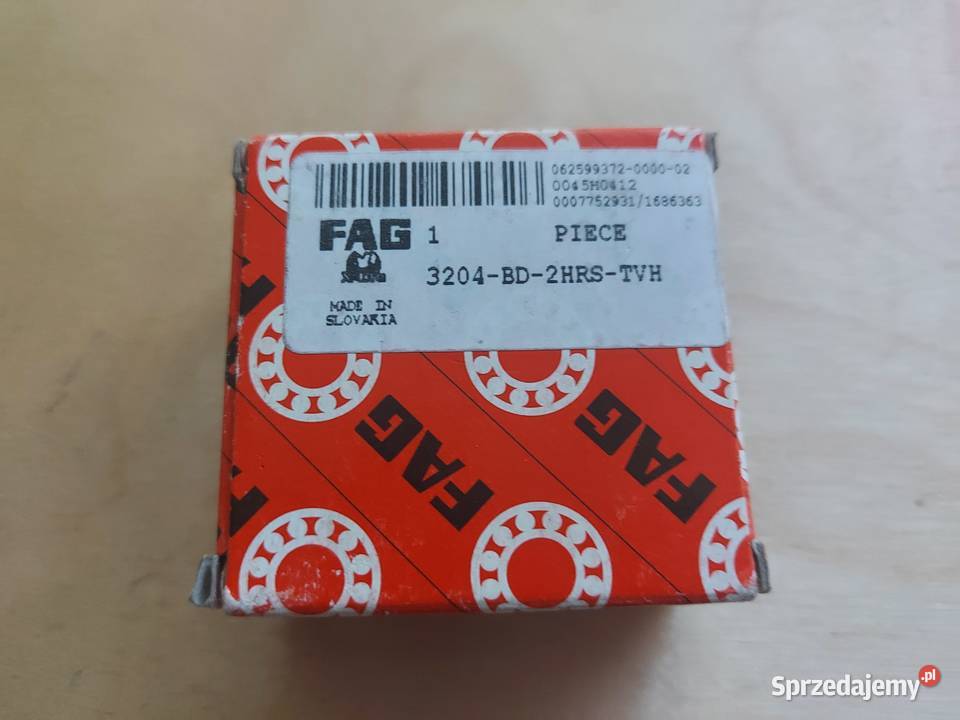 062599372-0000-02
0045H0412
0007752931/1686363
FAG 1 PIECE
3204-BD-2HRS-TVH
MADE IN
SLOVAKIA
FAG
FAG
Sprzedajemy.pl